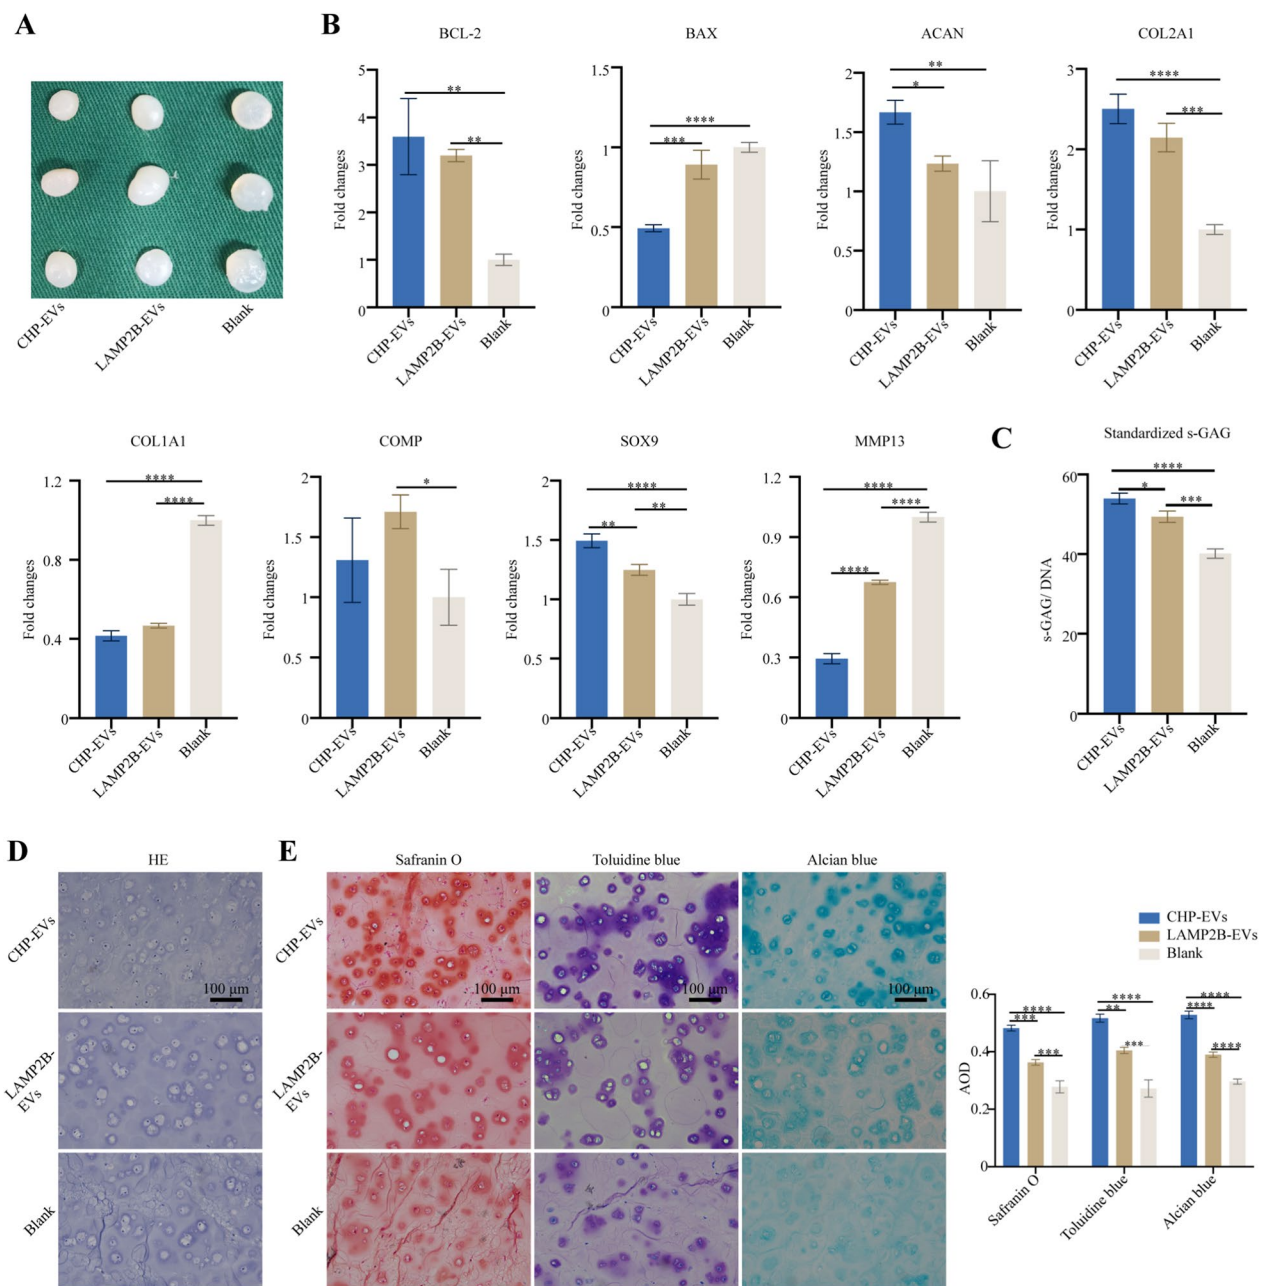 A
B
BCL-2
BAX
ACAN
COL2A1
Fold changes
5
4
3
2
1
0
**
**
CHP-EVs
LAMP2B-EVs
Blank
Fold changes
1.5
1
0.5
0
****
***
CHP-EVs
LAMP2B-EVs
Blank
Fold changes
2
1.5
1
0.5
0
**
*
CHP-EVs
LAMP2B-EVs
Blank
Fold changes
3
2
1
0
****
***
CHP-EVs
LAMP2B-EVs
Blank
CHP-EVs
LAMP2B-EVs
Blank
COL1A1
COMP
SOX9
MMP13
C
Standardized s-GAG
Fold changes
1.2
0.8
0.4
0
****
****
CHP-EVs
LAMP2B-EVs
Blank
Fold changes
2
1.5
1
0.5
0
*
CHP-EVs
LAMP2B-EVs
Blank
Fold changes
2
1.5
1
0.5
0
****
**
**
CHP-EVs
LAMP2B-EVs
Blank
Fold changes
1.2
0.9
0.6
0.3
0
****
****
****
CHP-EVs
LAMP2B-EVs
Blank
s-GAG/ DNA
60
40
20
0
****
*
***
CHP-EVs
LAMP2B-EVs
Blank
D
HE
E
Safranin O
Toluidine blue
Alcian blue
CHP-EVs
100 μm
CHP-EVs
100 μm
100 μm
100 μm
LAMP2B-
EVs
LAMP2B-
EVs
Blank
Blank
CHP-EVs
LAMP2B-EVs
Blank
AOD
0.6
0.4
0.2
0
****
***
***
****
**
***
****
****
****
Safranin O
Toluidine blue
Alcian blue